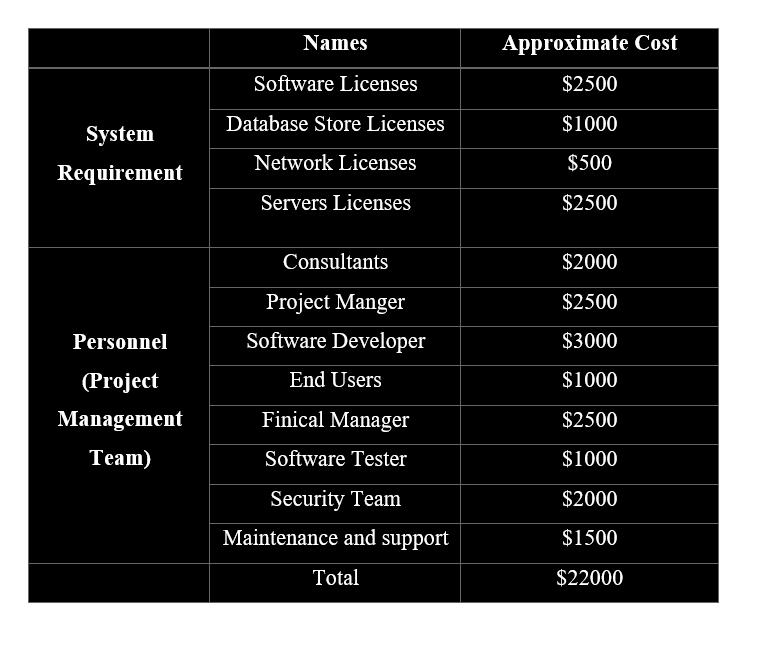 Names Approximate Cost
Software Licenses $2500
Database Store Licenses $1000
System
Requirement
Network Licenses $500
Servers Licenses $2500
Consultants $2000
Project Manger $2500
Personnel
(Project
Management
Team)
Software Developer $3000
End Users $1000
Finical Manager $2500
Software Tester $1000
Security Team $2000
Maintenance and support $1500
Total $22000